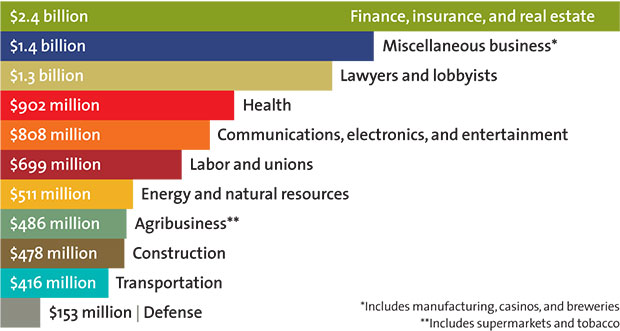 $2.4 billion Finance, insurance, and real estate
$1.4 billion Miscellaneous business*
$1.3 billion Lawyers and lobbyists
$902 million Health
$808 million Communications, electronics, and entertainment
$699 million Labor and unions
$511 million Energy and natural resources
$486 million Agribusiness**
$478 million Construction
$416 million Transportation
$153 million | Defense
*Includes manufacturing, casinos, and breweries
**Includes supermarkets and tobacco